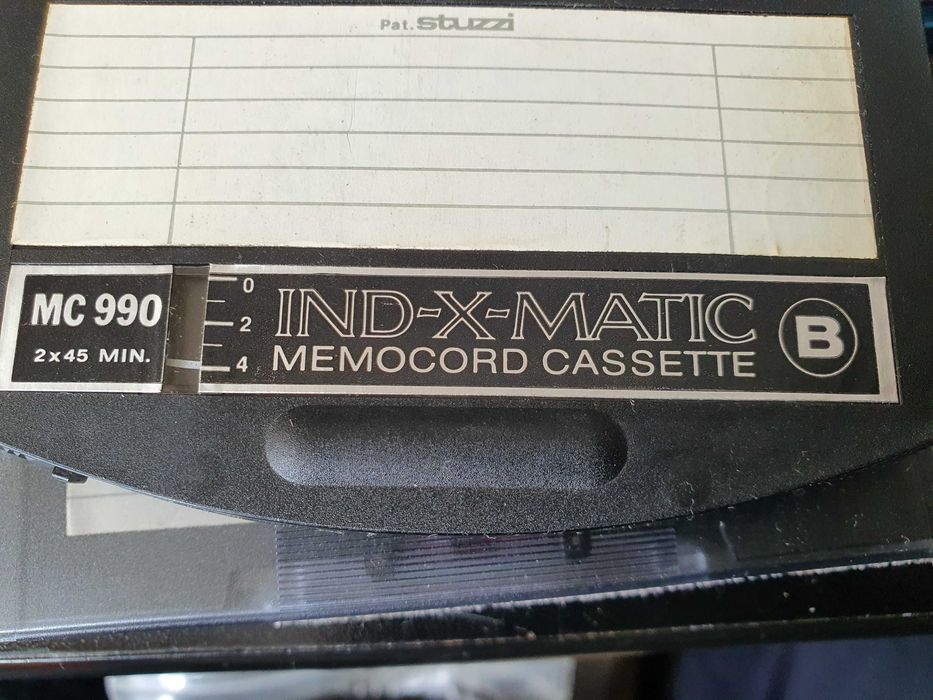 Pat. stuzzi
MC 990
2x45 MIN.
0
2
4
IND-X-MATIC
MEMOCORD CASSETTE
B